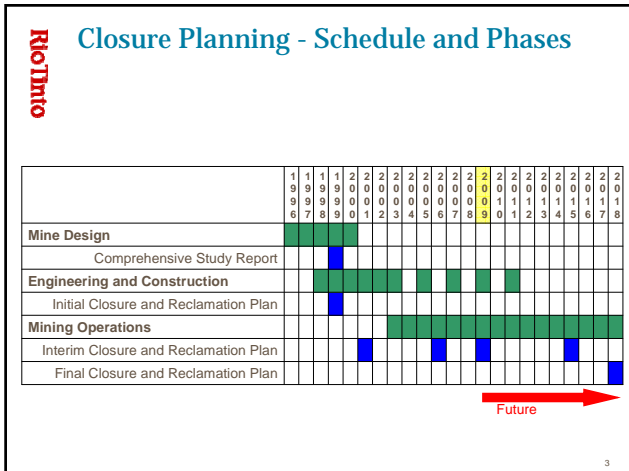 RioTinto
Closure Planning - Schedule and Phases
1996 1997 1998 1999 2000 2001 2002 2003 2004 2005 2006 2007 2008 2009 2010 2011 2012 2013 2014 2015 2016 2017 2018
Mine Design
Comprehensive Study Report
Engineering and Construction
Initial Closure and Reclamation Plan
Mining Operations
Interim Closure and Reclamation Plan
Final Closure and Reclamation Plan
Future
3